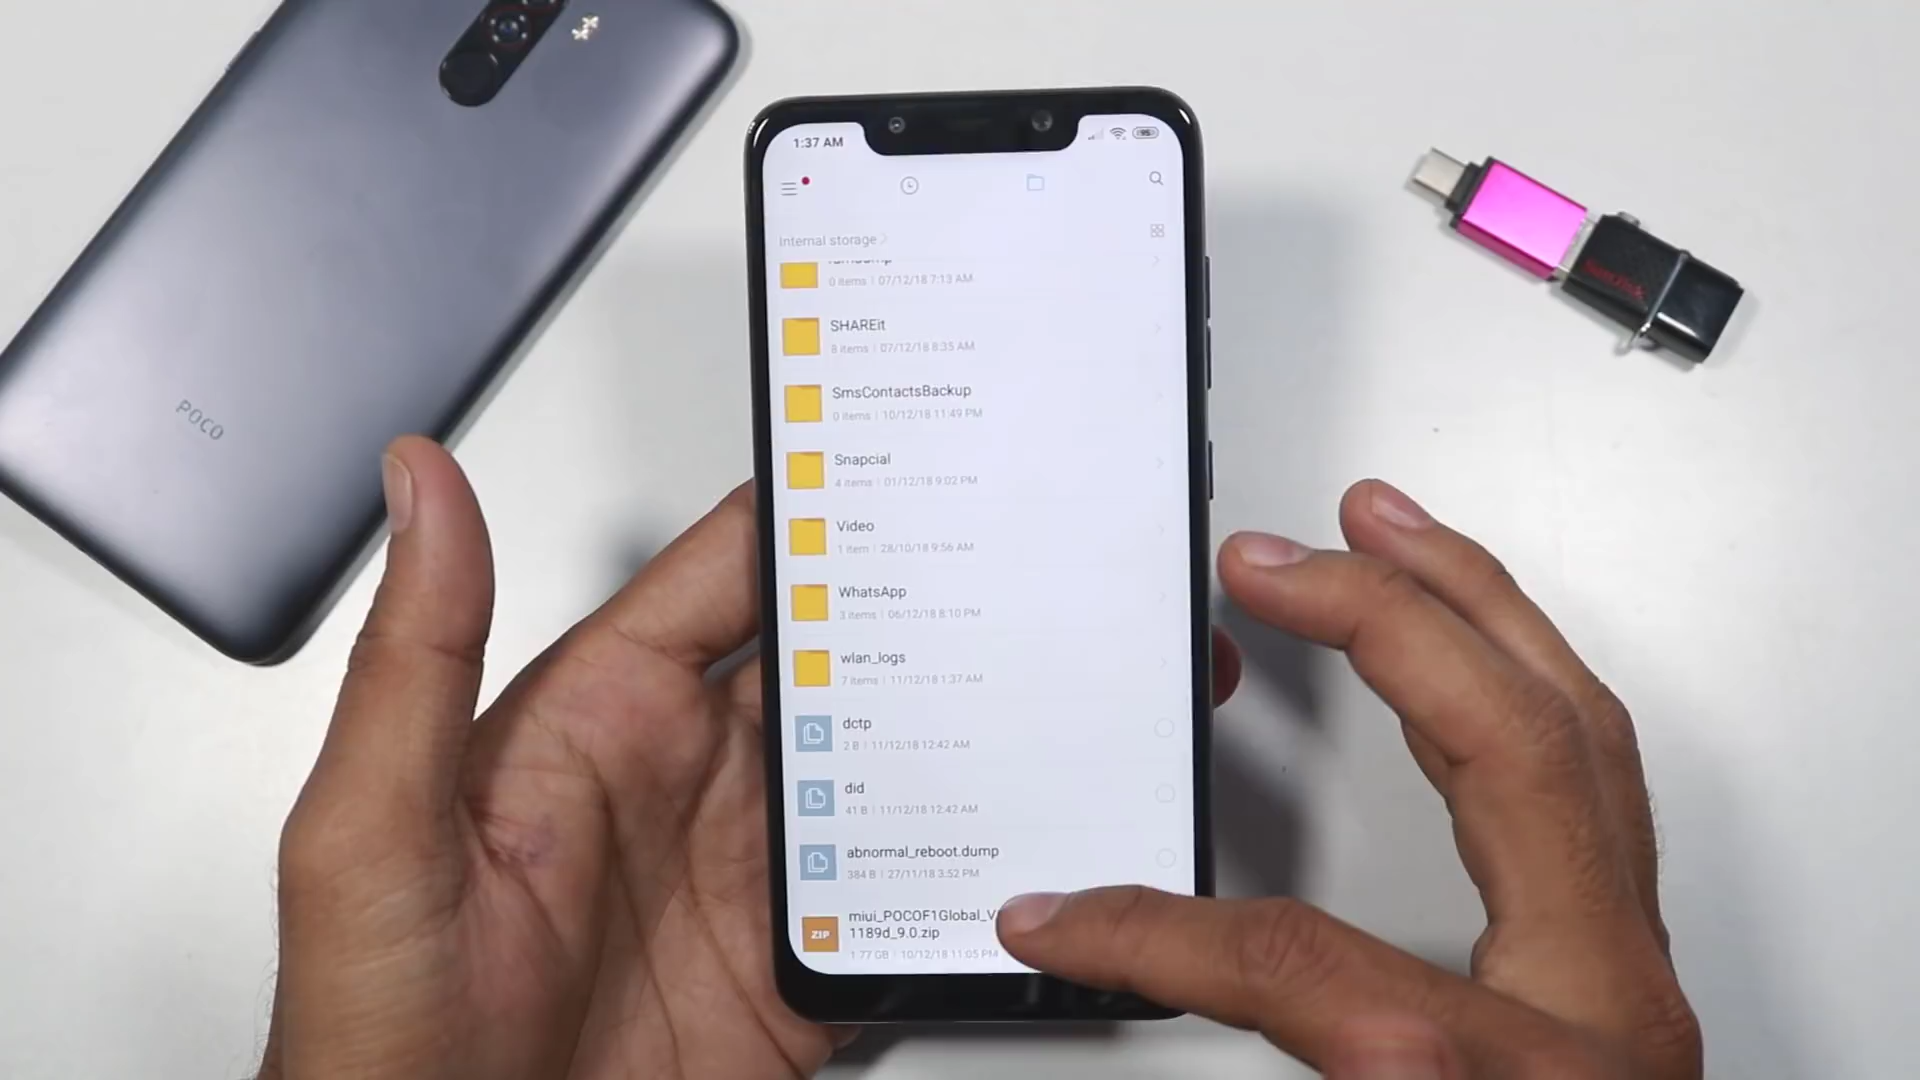 POCO
1:37 AM
95
Internal storage
0 items | 07/12/18 7:13 AM
SHAREit
8 items | 07/12/18 8:35 AM
SmsContactsBackup
0 items | 10/12/18 11:49 PM
Snapcial
4 items | 01/12/18 9:02 PM
Video
1 item | 28/10/18 9:56 AM
WhatsApp
3 items | 06/12/18 8:10 PM
wlan_logs
7 items | 11/12/18 1:37 AM
dctp
2 B | 11/12/18 12:42 AM
did
41 B | 11/12/18 12:42 AM
abnormal_reboot.dump
384 B | 27/11/18 3:52 PM
ZIP
miui_POCOF1Global_V
1189d_9.0.zip
1.77 GB | 10/12/18 11:05 PM
SanDisk